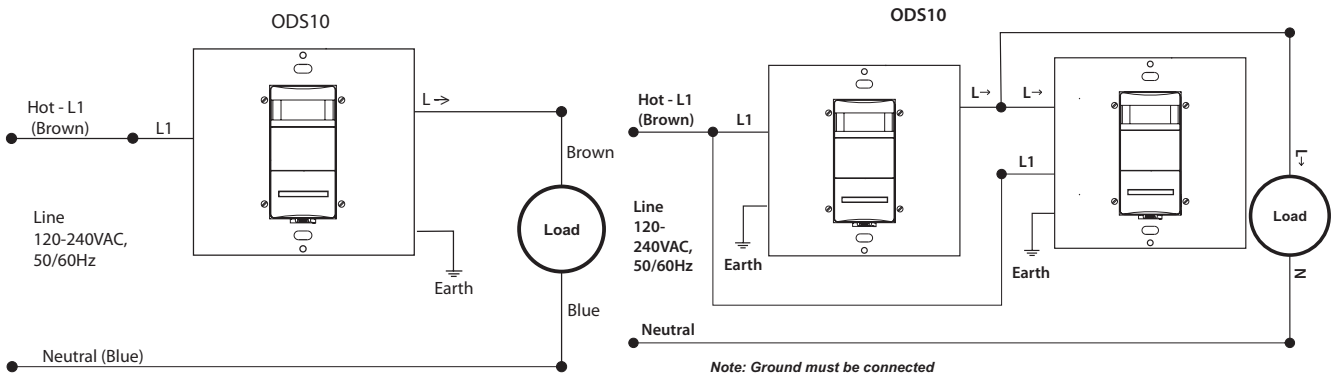 ODS10
Hot - L1
(Brown)
L1
L→
Brown
Line
120-240VAC,
50/60Hz
Load
Earth
Blue
Neutral (Blue)
ODS10
Hot - L1
(Brown)
L1
L→
L→
L1
L→
Line
120-
240VAC,
50/60Hz
Earth
Earth
Load
N
Neutral
Note: Ground must be connected